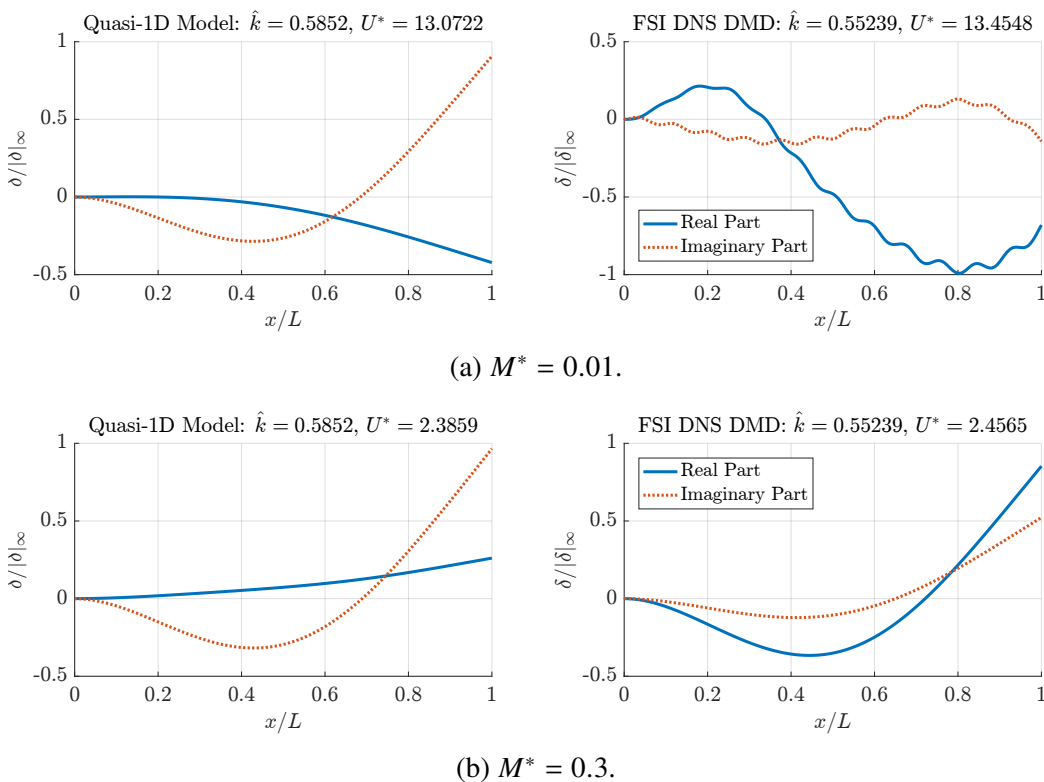 Quasi-1D Model: k̂ = 0.5852, U* = 13.0722
1
0.5
0
-0.5
δ/|δ|∞
0 0.2 0.4 0.6 0.8 1
x/L
FSI DNS DMD: k̂ = 0.55239, U* = 13.4548
0.5
0
-0.5
-1
δ/|δ|∞
Real Part
Imaginary Part
0 0.2 0.4 0.6 0.8 1
x/L
(a) M* = 0.01.
Quasi-1D Model: k̂ = 0.5852, U* = 2.3859
1
0.5
0
-0.5
δ/|δ|∞
0 0.2 0.4 0.6 0.8 1
x/L
FSI DNS DMD: k̂ = 0.55239, U* = 2.4565
1
0.5
0
-0.5
δ/|δ|∞
Real Part
Imaginary Part
0 0.2 0.4 0.6 0.8 1
x/L
(b) M* = 0.3.